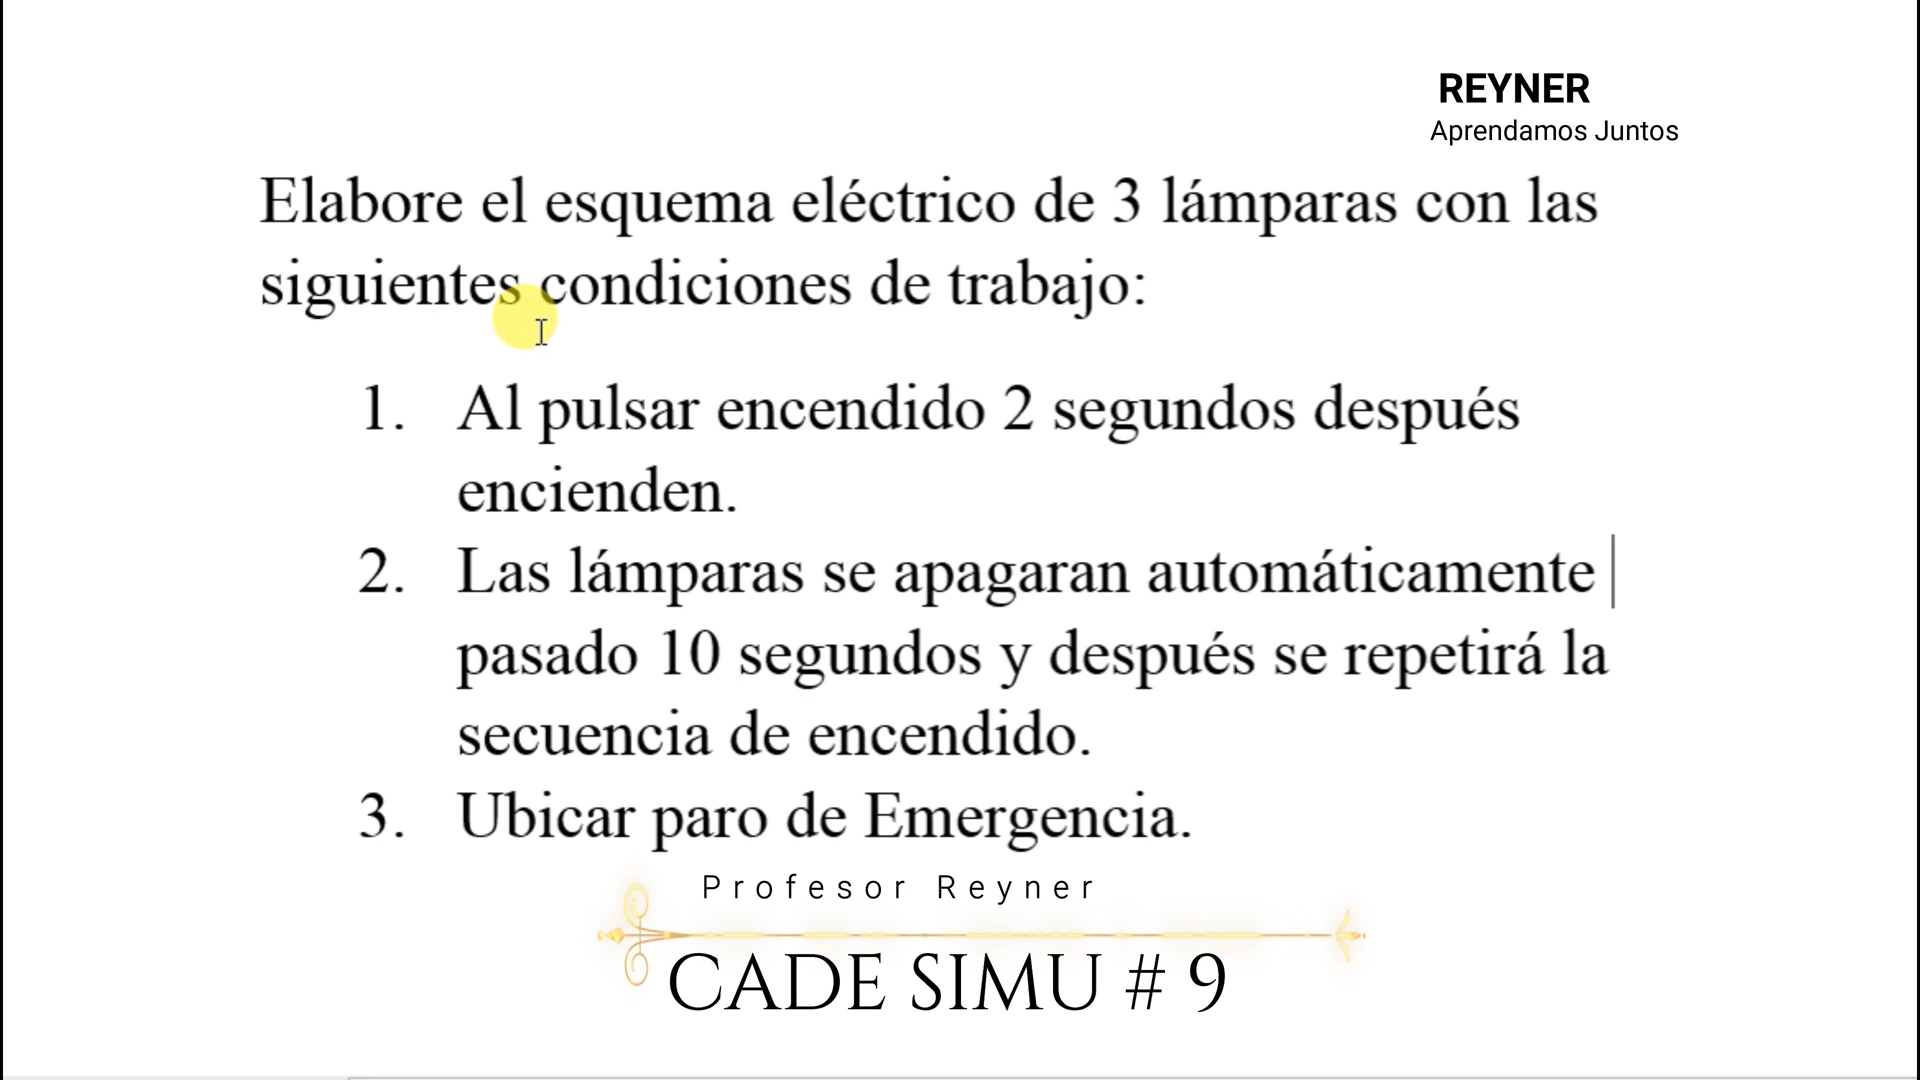 REYNER
Aprendamos Juntos
Elabore el esquema eléctrico de 3 lámparas con las
siguientes condiciones de trabajo:
1. Al pulsar encendido 2 segundos después
encienden.
2. Las lámparas se apagaran automáticamente
pasado 10 segundos y después se repetirá la
secuencia de encendido.
3. Ubicar paro de Emergencia.
Profesor Reyner
CADE SIMU # 9